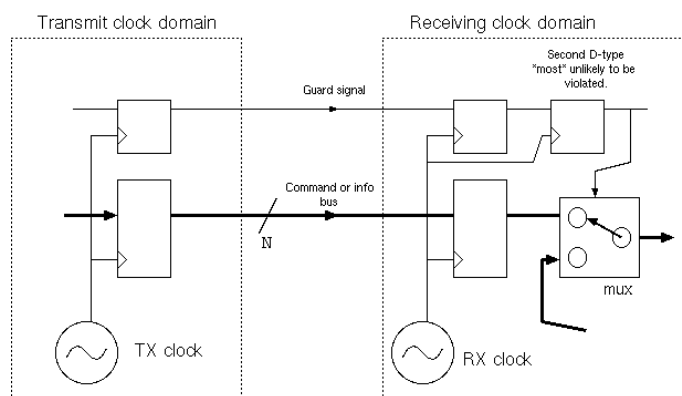 Transmit clock domain
Receiving clock domain
Second D-type
"most" unlikely to be
violated.
Guard signal
Command or info
bus
N
mux
TX clock
RX clock